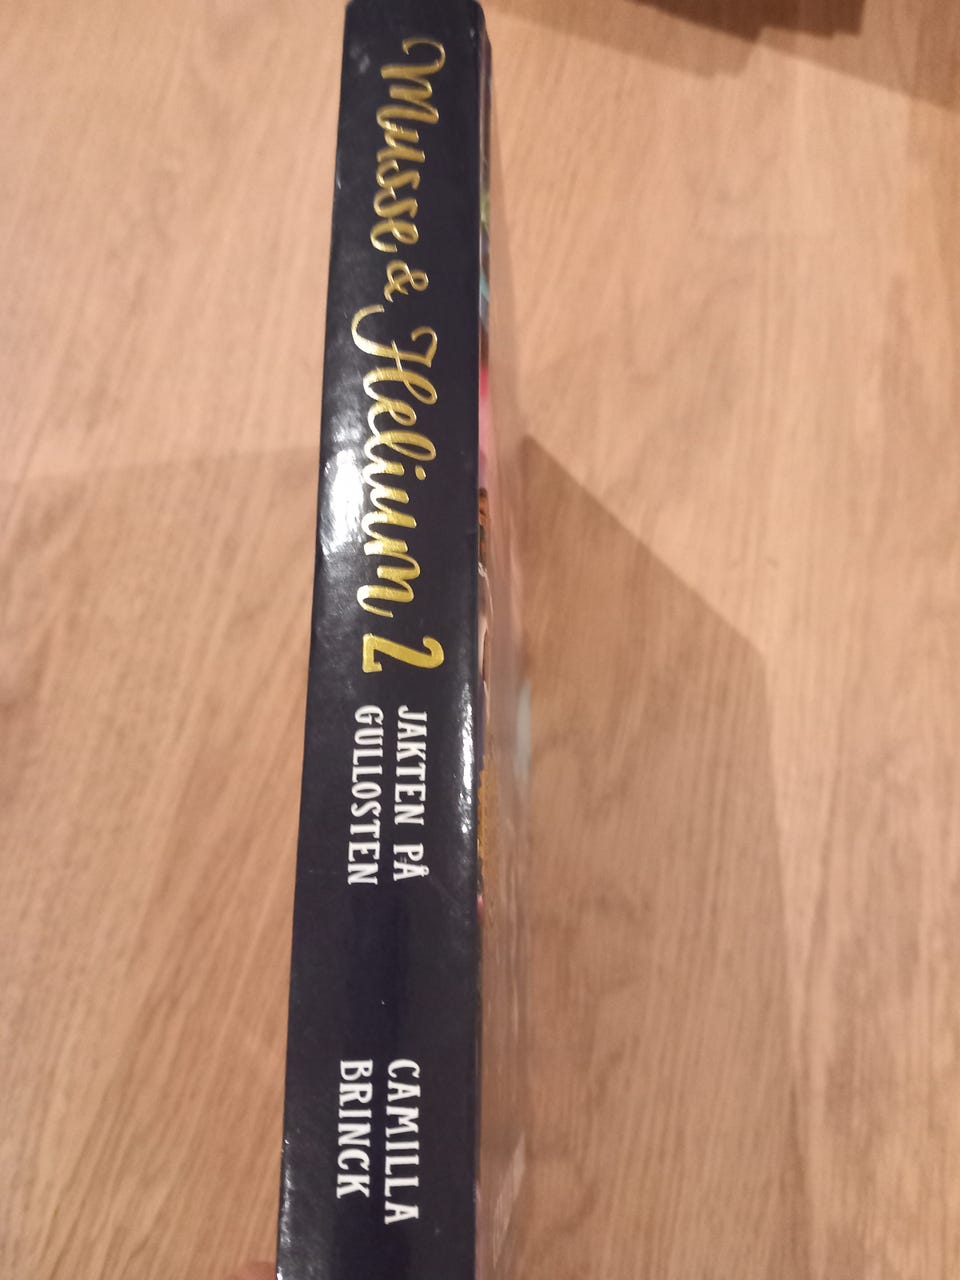 Musse & Helium 2
JAKTEN PÅ
GULLOSTEN
CAMILLA
BRINCK